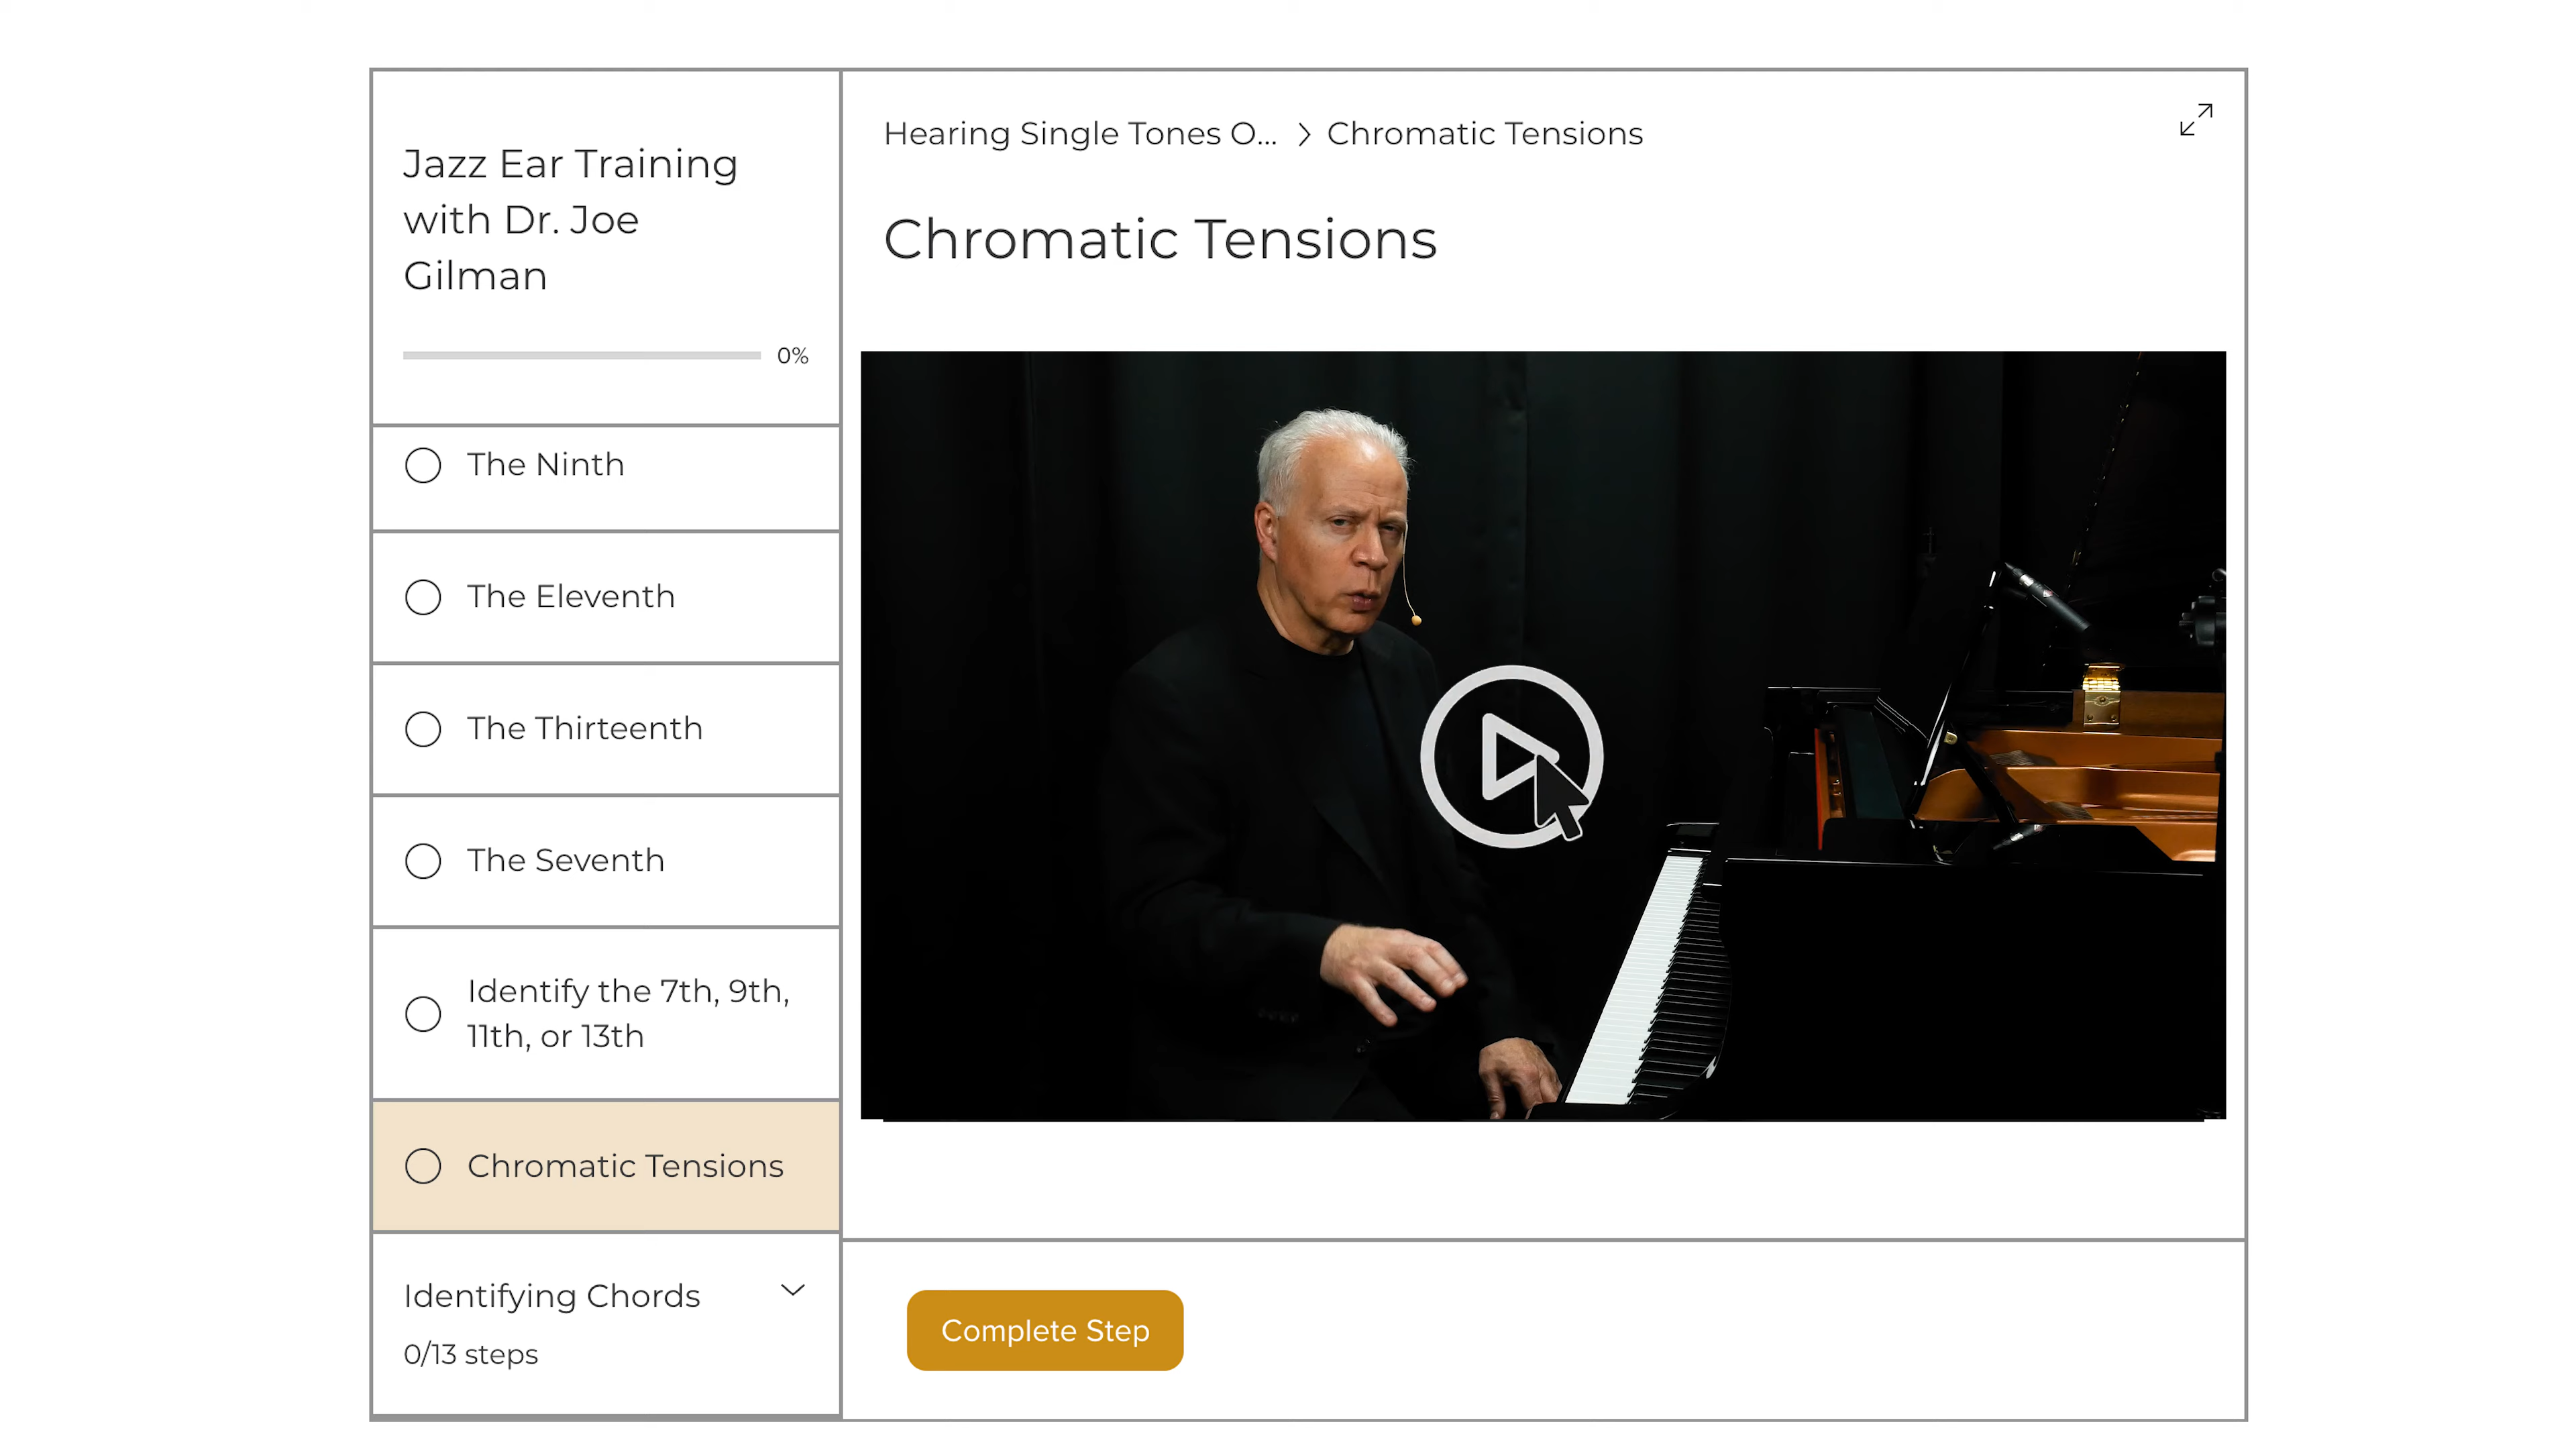 Jazz Ear Training
with Dr. Joe
Gilman
0%
The Ninth
The Eleventh
The Thirteenth
The Seventh
Identify the 7th, 9th,
11th, or 13th
Chromatic Tensions
Identifying Chords
0/13 steps
Hearing Single Tones O... > Chromatic Tensions
Chromatic Tensions
Complete Step